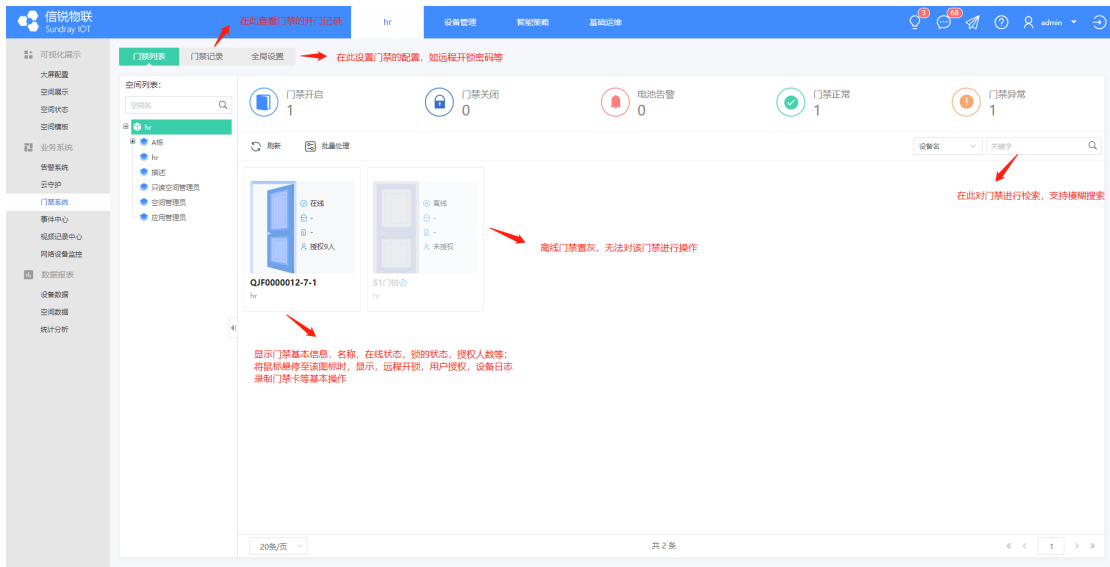 信锐物联
Sundray IOT
在此查看门禁的开门记录
hr
设备管理
智能策略
基础运维
3
68
admin
可视化展示
大屏配置
空间展示
空间状态
空间模板
业务系统
告警系统
云守护
门禁系统
事件中心
视频记录中心
网络设备监控
数据报表
设备数据
空间数据
统计分析
门禁列表
门禁记录
全局设置
在此设置门禁的配置，如远程开锁密码等
空间列表:
空间名
hr
A栋
hr
描述
只读空间管理员
空间管理员
应用管理员
门禁开启
1
门禁关闭
0
电池告警
0
门禁正常
1
门禁异常
1
刷新
批量处理
设备名
关键字
在此对门禁进行检索，支持模糊搜索
在线
-
-
授权9人
QJF0000012-7-1
hr
离线
-
-
未授权
S1门锁
hr
离线门禁置灰，无法对该门禁进行操作
显示门禁基本信息，名称，在线状态，锁的状态，授权人数等；
将鼠标悬停至该图标时，显示，远程开锁，用户授权，设备日志
录制门禁卡等基本操作
20条/页
共 2 条
1